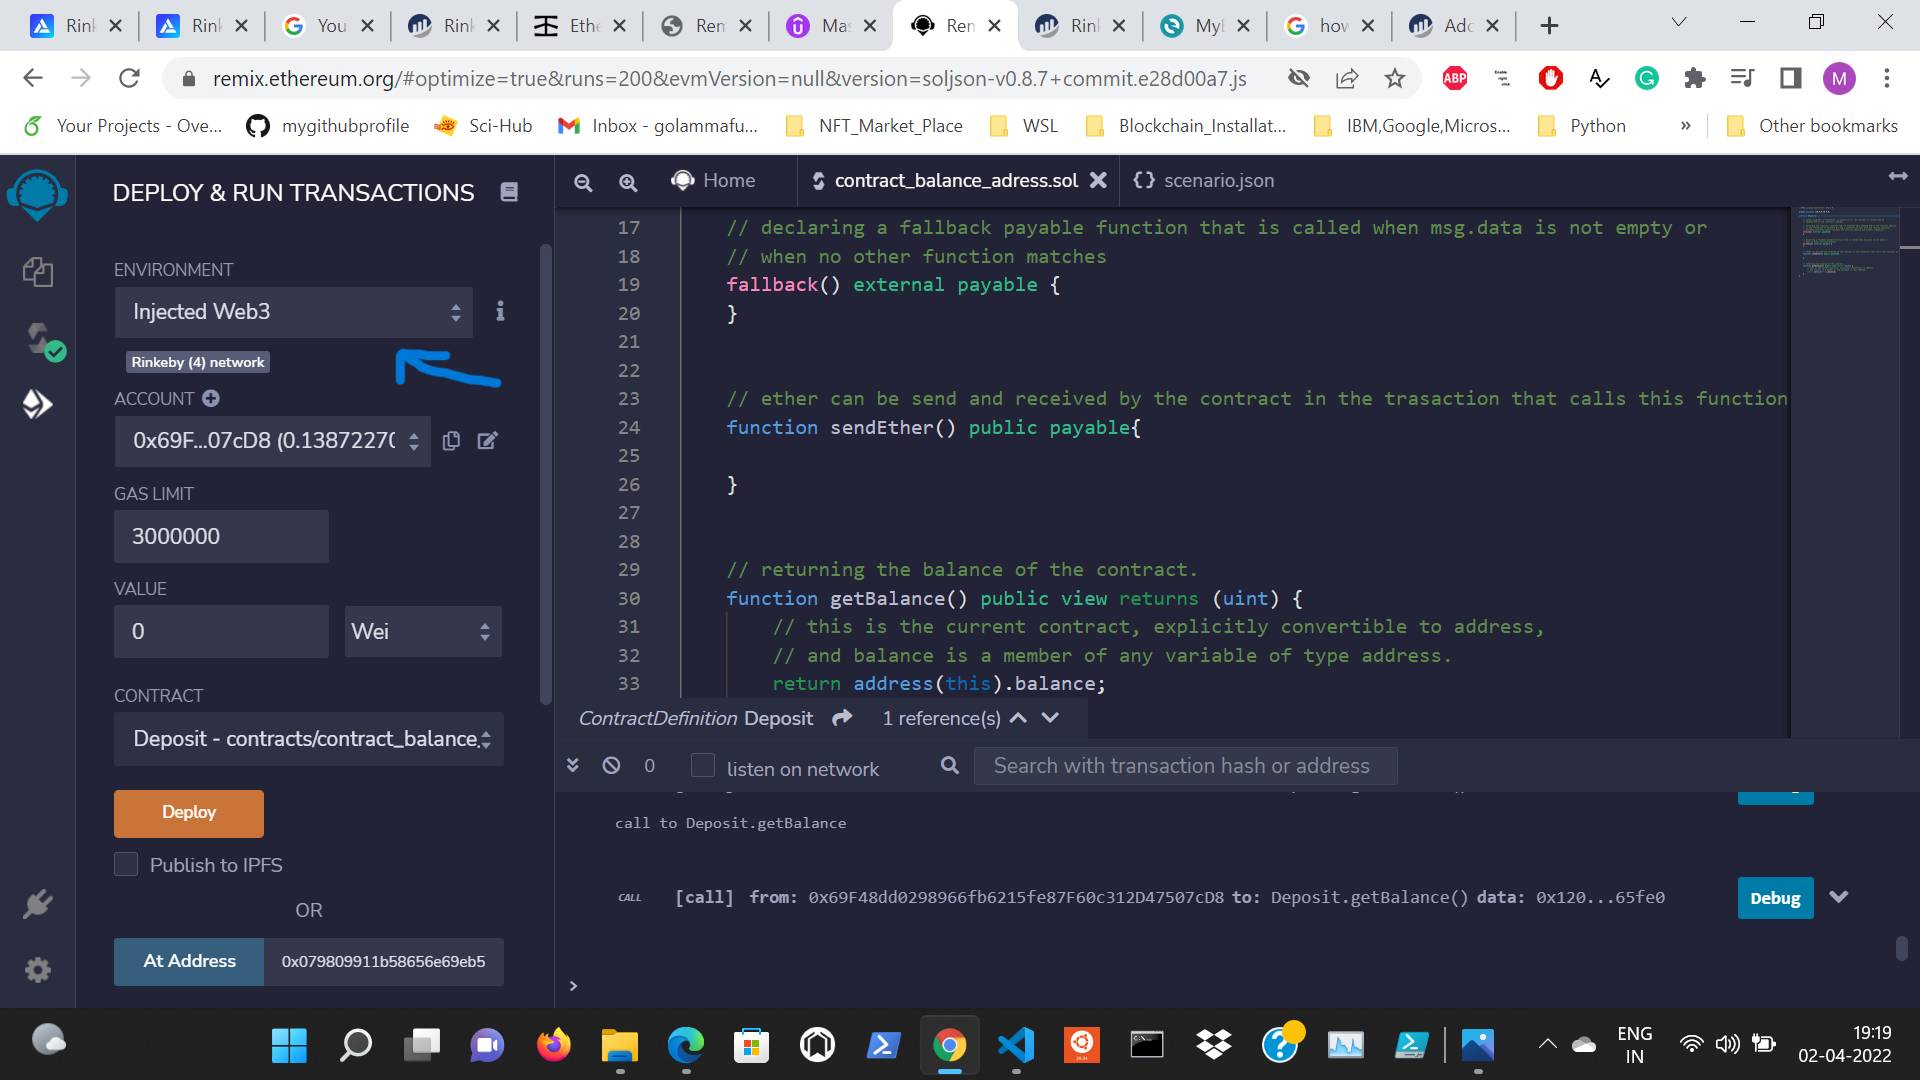 Rink
Rink
You
Rink
Ethe
Rem
Mas
Rem
Rink
MyE
how
Add
remix.ethereum.org/#optimize=true&runs=200&evmVersion=null&version=soljson-v0.8.7+commit.e28d00a7.js
ABP
M
Your Projects - Ove...
mygithubprofile
Sci-Hub
Inbox - golammafu...
NFT_Market_Place
WSL
Blockchain_Installat...
IBM,Google,Micros...
Python
»
Other bookmarks
DEPLOY & RUN TRANSACTIONS
ENVIRONMENT
Injected Web3
Rinkeby (4) network
ACCOUNT
0x69F...07cD8 (0.13872270
GAS LIMIT
3000000
VALUE
0
Wei
CONTRACT
Deposit - contracts/contract_balance_
Deploy
Publish to IPFS
OR
At Address
0x079809911b58656e69eb5
Home
contract_balance_adress.sol
scenario.json
17 // declaring a fallback payable function that is called when msg.data is not empty or
18 // when no other function matches
19 fallback() external payable {
20 }
21
22
23 // ether can be send and received by the contract in the trasaction that calls this function
24 function sendEther() public payable{
25
26 }
27
28
29 // returning the balance of the contract.
30 function getBalance() public view returns (uint) {
31 // this is the current contract, explicitly convertible to address,
32 // and balance is a member of any variable of type address.
33 return address(this).balance;
ContractDefinition Deposit 1 reference(s)
0
listen on network
Search with transaction hash or address
call to Deposit.getBalance
CALL [call] from: 0x69F48dd0298966fb6215fe87F60c312D47507cD8 to: Deposit.getBalance() data: 0x120...65fe0
Debug
>
ENG
IN
19:19
02-04-2022